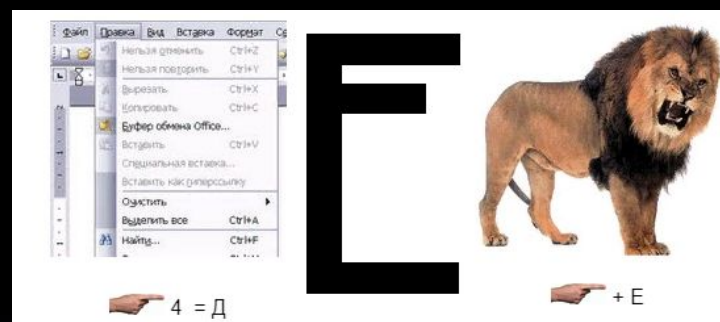 Файл Правка Вид Вставка Формат
Нельзя отменить Ctrl+Z
Нельзя повторить Ctrl+Y
Вырезать Ctrl+X
Копировать Ctrl+C
Буфер обмена Office...
Вставить Ctrl+V
Специальная вставка...
Вставить как гиперссылку
Очистить
Выделить все Ctrl+A
Найти... Ctrl+F
Е
4 = Д
+ Е